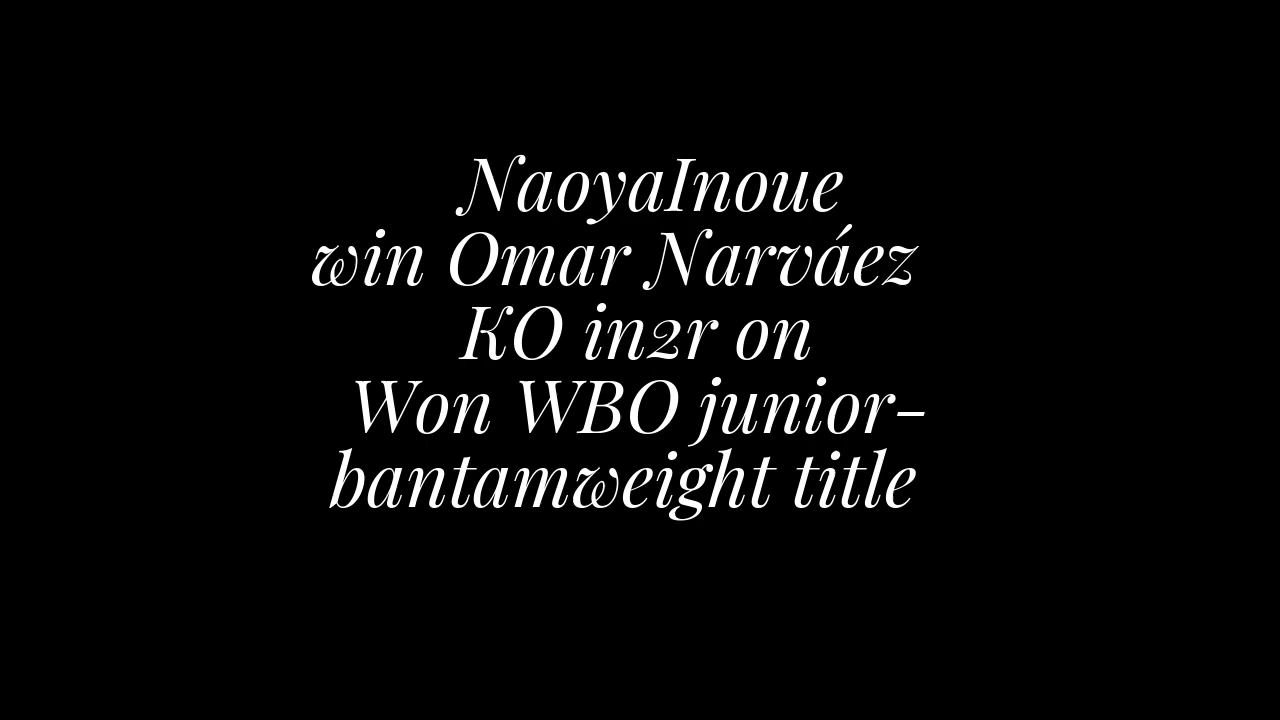 NaoyaInoue
win Omar Narváez
KO in2r on
Won WBO junior-
bantamweight title